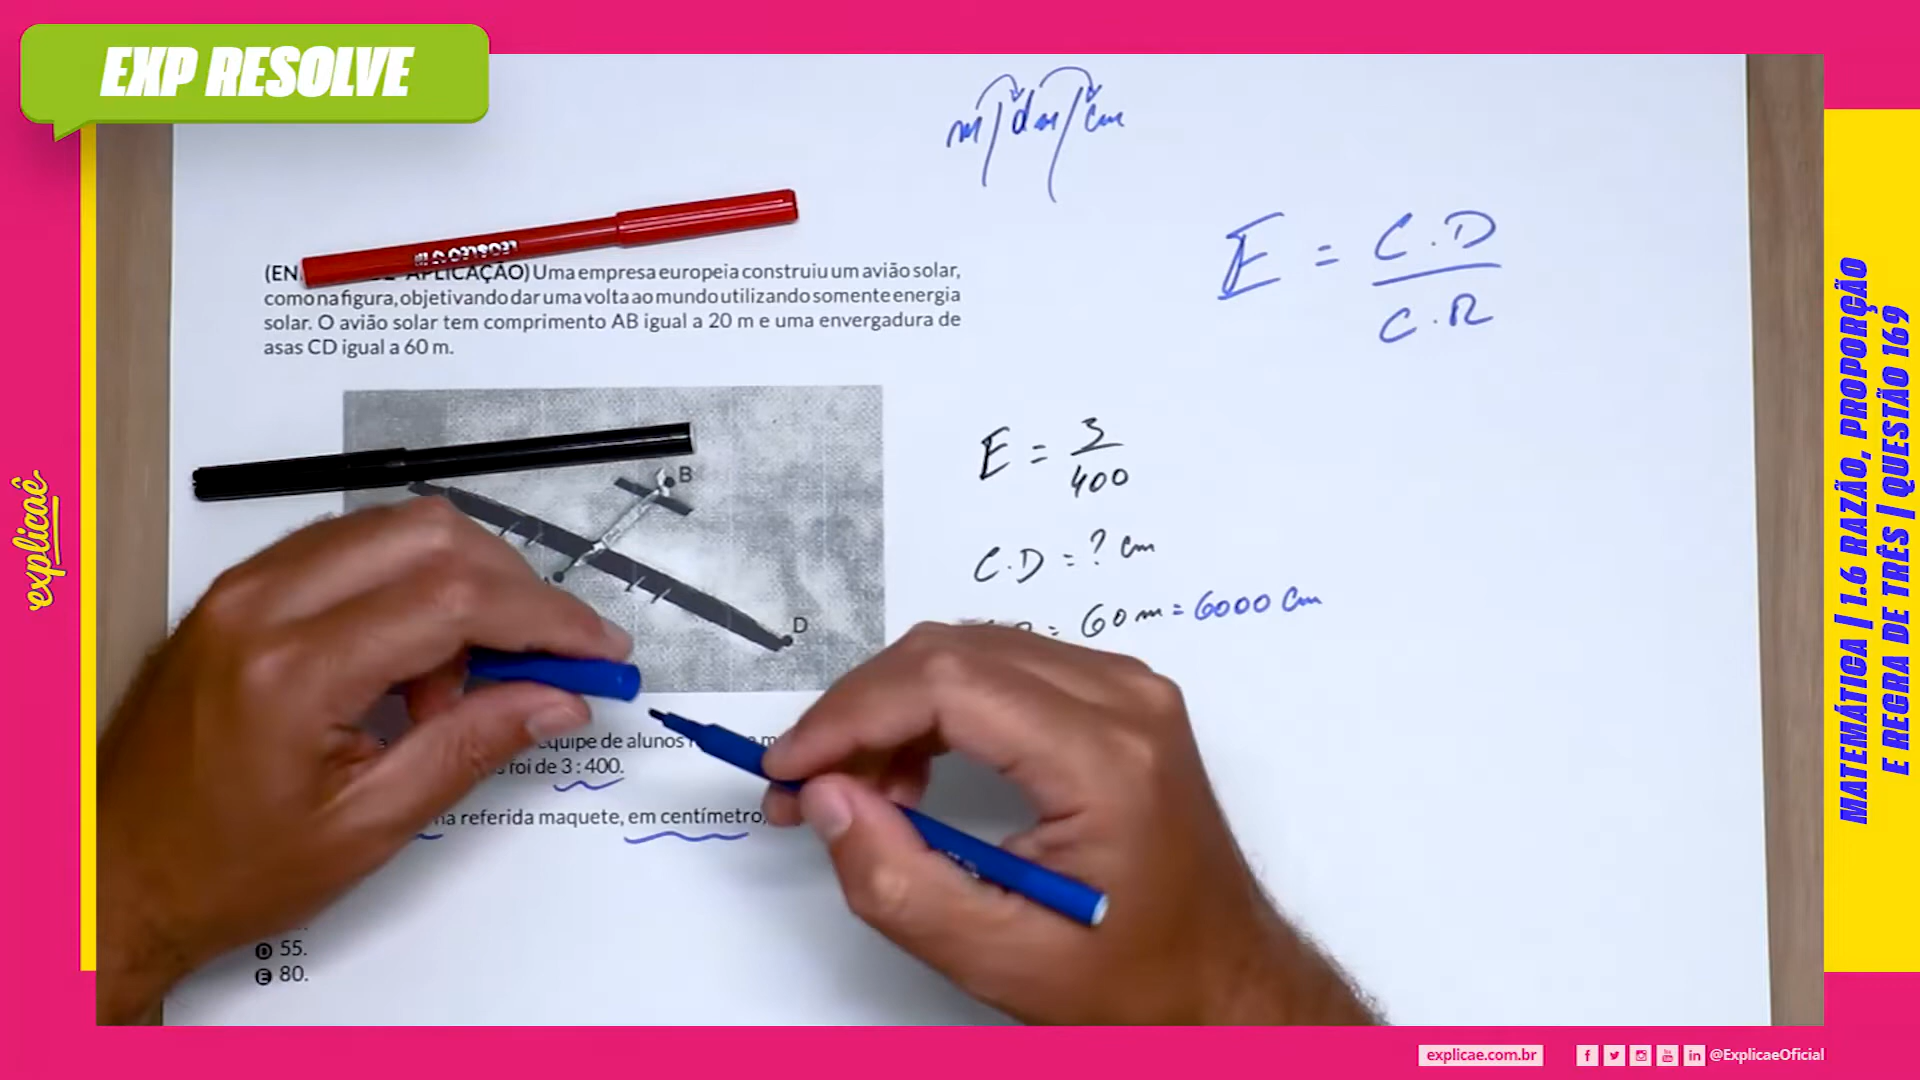 EXP RESOLVE
m/dm/cm
E = C.D
C.R
(EN APLICAÇÃO) Uma empresa europeia construiu um avião solar,
como na figura, objetivando dar uma volta ao mundo utilizando somente energia
solar. O avião solar tem comprimento AB igual a 20 m e uma envergadura de
asas CD igual a 60 m.
B
D
E = 3
400
C.D = ? cm
= 60 m = 6000 cm
equipe de alunos
foi de 3 : 400.
na referida maquete, em centímetro,
D 55.
E 80.
explicaê
MATEMÁTICA | 1.6 RAZÃO, PROPORÇÃO
E REGRA DE TRÊS | QUESTÃO 169
explicae.com.br
@ExplicaeOficial